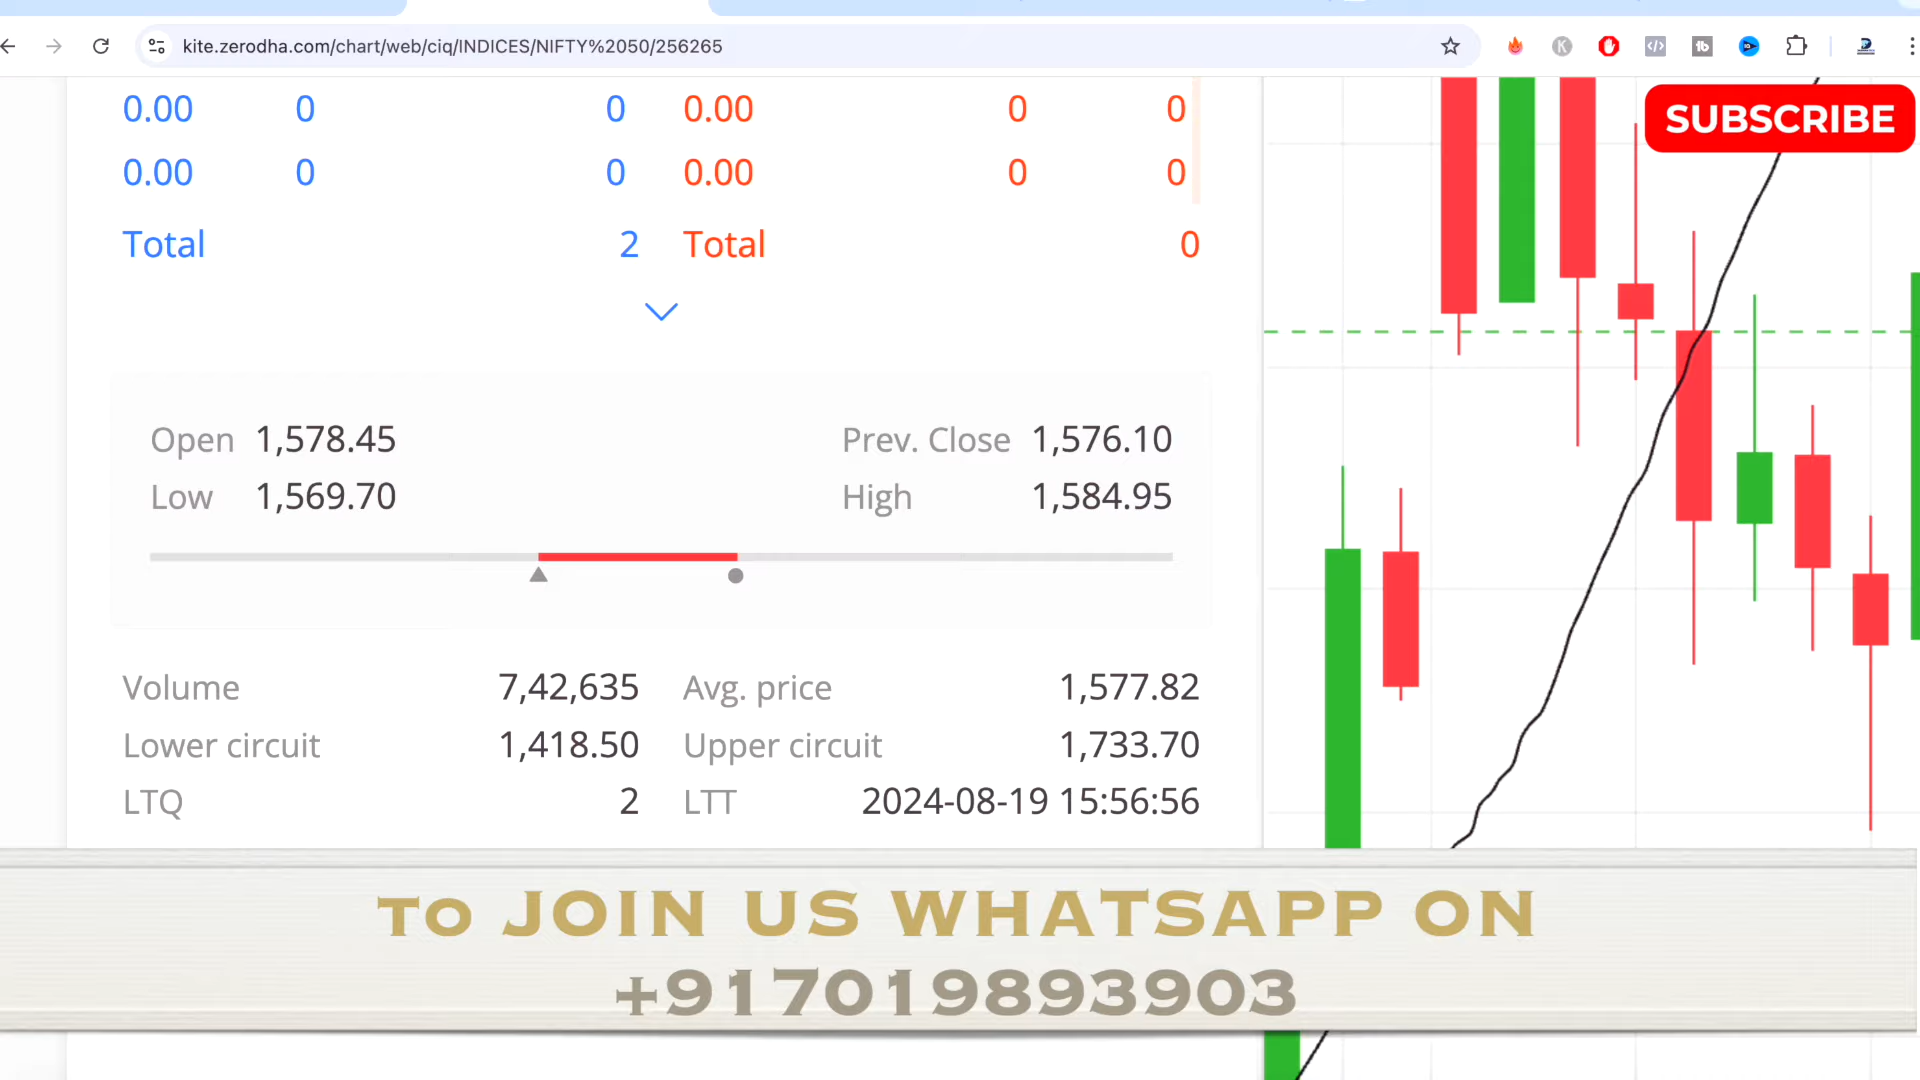 kite.zerodha.com/chart/web/ciq/INDICES/NIFTY%2050/256265
SUBSCRIBE
0.00 0 0 0.00 0 0
0.00 0 0 0.00 0 0
Total 2 Total 0
Open 1,578.45 Prev. Close 1,576.10
Low 1,569.70 High 1,584.95
Volume 7,42,635 Avg. price 1,577.82
Lower circuit 1,418.50 Upper circuit 1,733.70
LTQ 2 LTT 2024-08-19 15:56:56
To JOIN US WHATSAPP ON
+917019893903